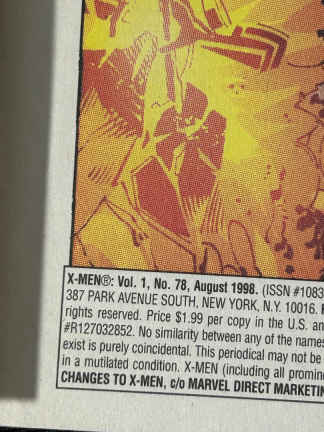 X-MEN®: Vol. 1, No. 78, August 1998. (ISSN #1083
387 PARK AVENUE SOUTH, NEW YORK, N.Y. 10016.
rights reserved. Price $1.99 per copy in the U.S. an
#R127032852. No similarity between any of the names
exist is purely coincidental. This periodical may not be
in a mutilated condition. X-MEN (including all promin
CHANGES TO X-MEN, c/o MARVEL DIRECT MARKETIN